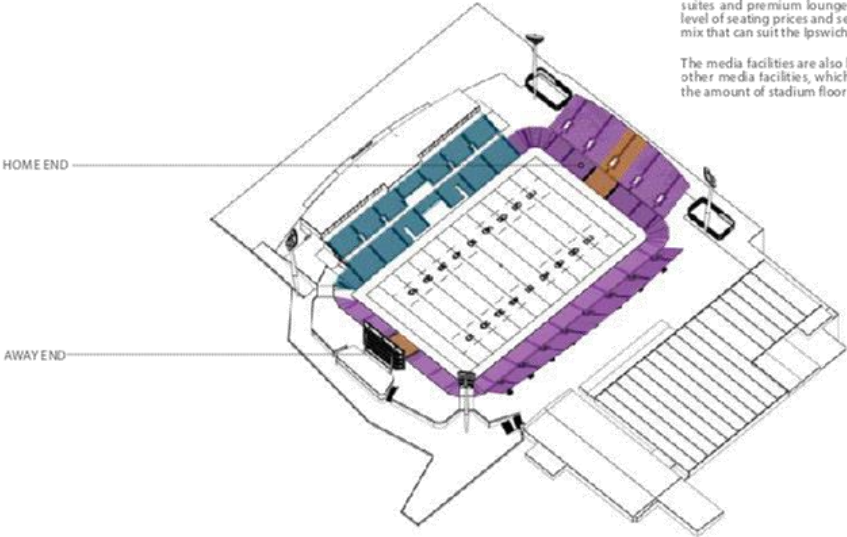 suites and premium lounge
level of seating prices and se
mix that can suit the Ipswich
The media facilities are also
other media facilities, which
the amount of stadium floor
HOME END
AWAY END